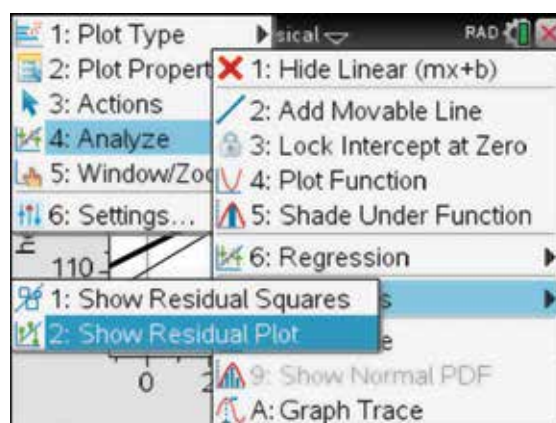 1: Plot Type
sical
RAD
2: Plot Propert
3: Actions
4: Analyze
5: Window/Zoo
6: Settings...
1: Hide Linear (mx+b)
2: Add Movable Line
3: Lock Intercept at Zero
4: Plot Function
5: Shade Under Function
6: Regression
s
e
9: Show Normal PDF
A: Graph Trace
1: Show Residual Squares
2: Show Residual Plot
he
110
0 2